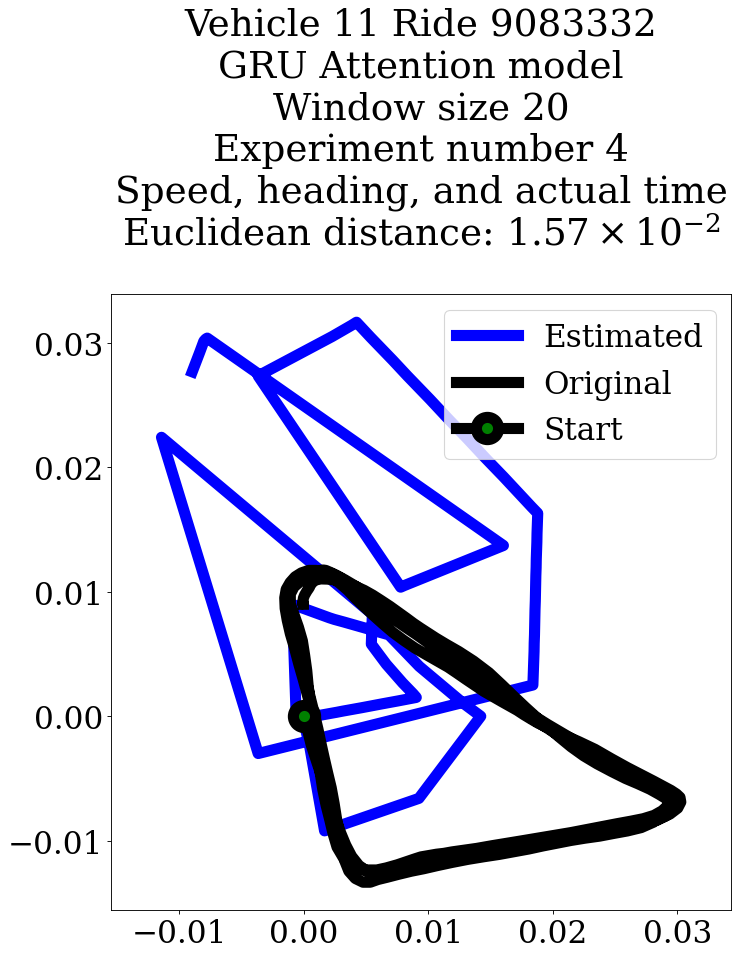 Vehicle 11 Ride 9083332
GRU Attention model
Window size 20
Experiment number 4
Speed, heading, and actual time
Euclidean distance: 1.57 × 10⁻²
Estimated
Original
Start
0.03
0.02
0.01
0.00
−0.01
−0.01 0.00 0.01 0.02 0.03